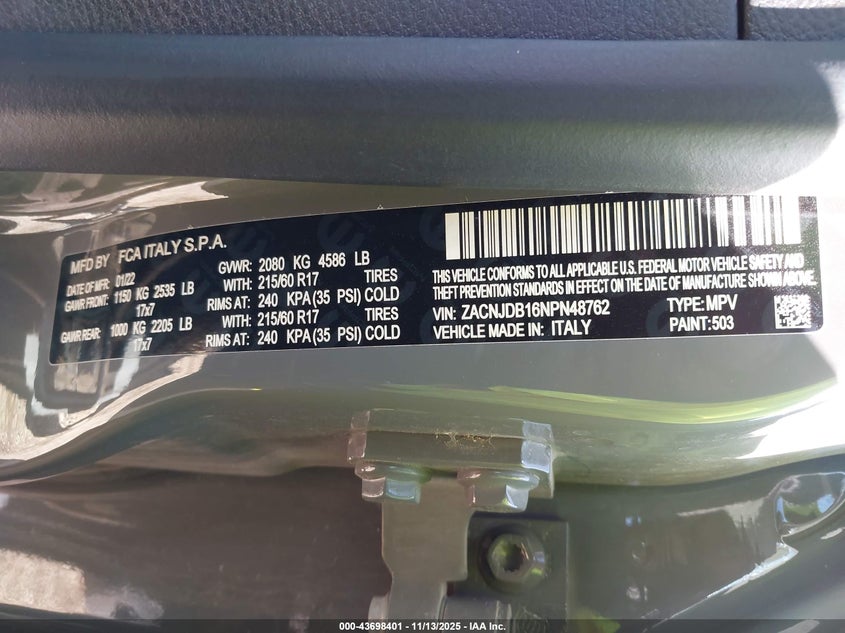 MFD BY FCA ITALY S.P.A.
DATE OF MFR: 01/22 GVWR: 2080 KG 4586 LB
GAWR FRONT: 1150 KG 2535 LB WITH: 215/60 R17 TIRES
17x7 RIMS AT: 240 KPA(35 PSI) COLD
GAWR REAR: 1000 KG 2205 LB WITH: 215/60 R17 TIRES
17x7 RIMS AT: 240 KPA(35 PSI) COLD
THIS VEHICLE CONFORMS TO ALL APPLICABLE U.S. FEDERAL MOTOR VEHICLE SAFETY AND
THEFT PREVENTION STANDARDS IN EFFECT ON THE DATE OF MANUFACTURE SHOWN ABOVE.
VIN: ZACNJDB16NPN48762 TYPE: MPV
VEHICLE MADE IN: ITALY PAINT: 503
000-43698401 - 11/13/2025 - IAA Inc.